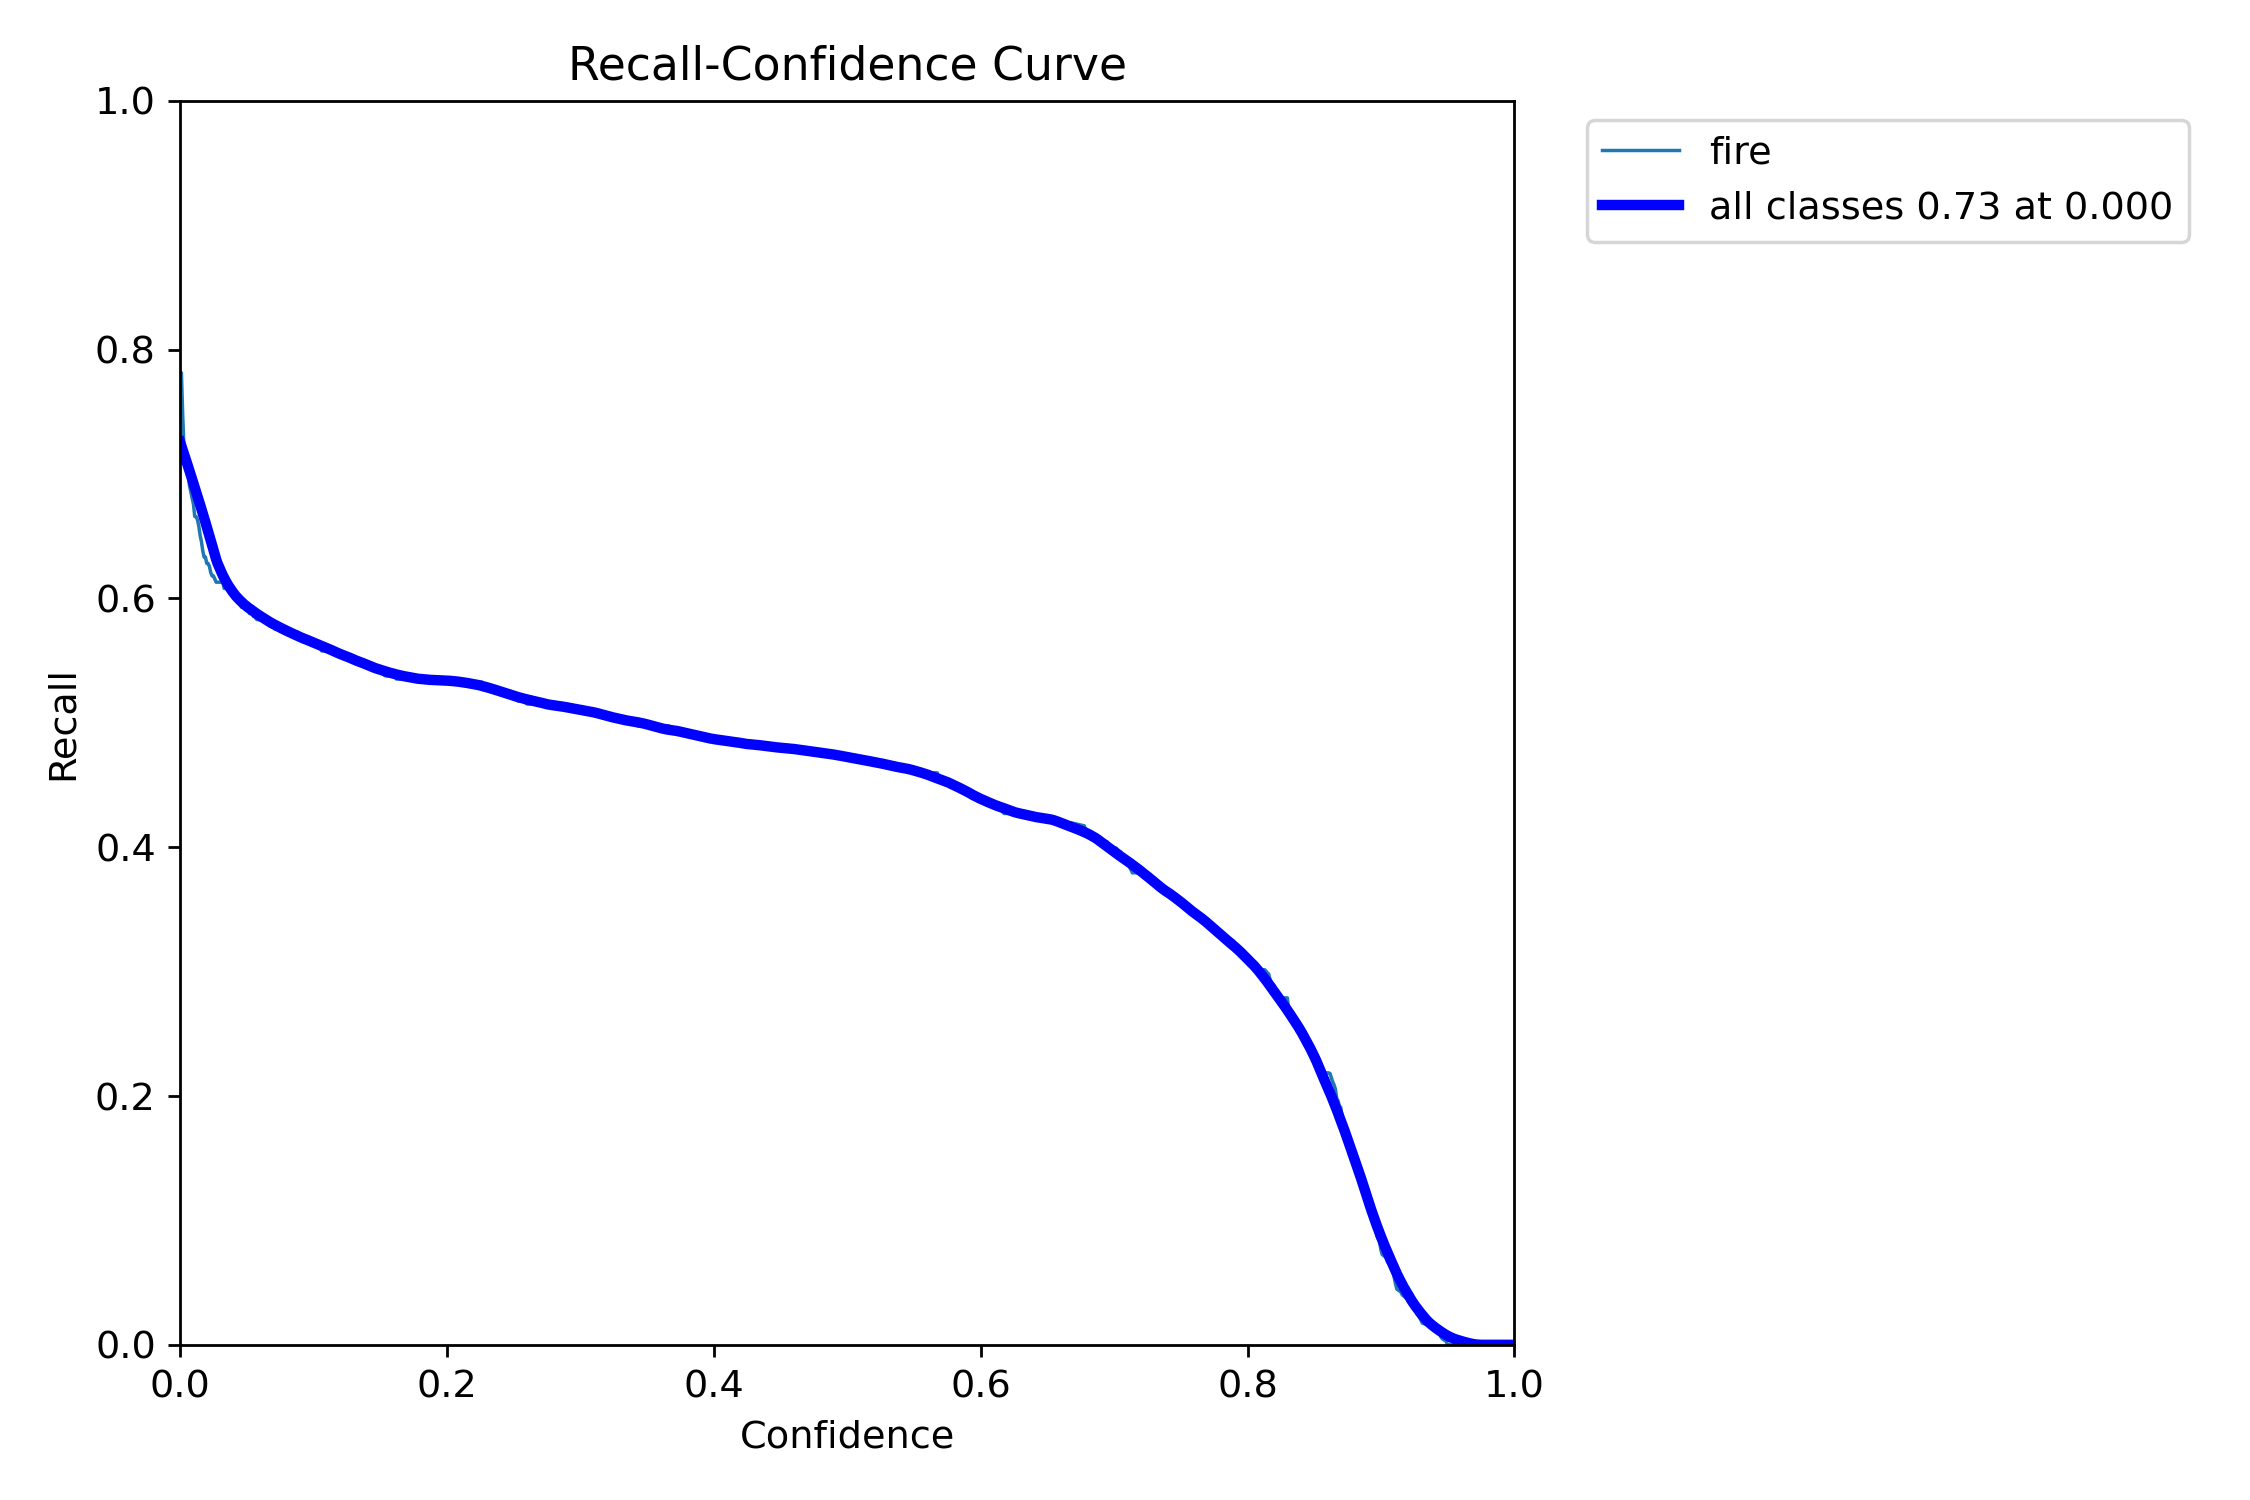 Recall-Confidence Curve
1.0
0.8
0.6
0.4
0.2
0.0
Recall
0.0 0.2 0.4 0.6 0.8 1.0
Confidence
fire
all classes 0.73 at 0.000